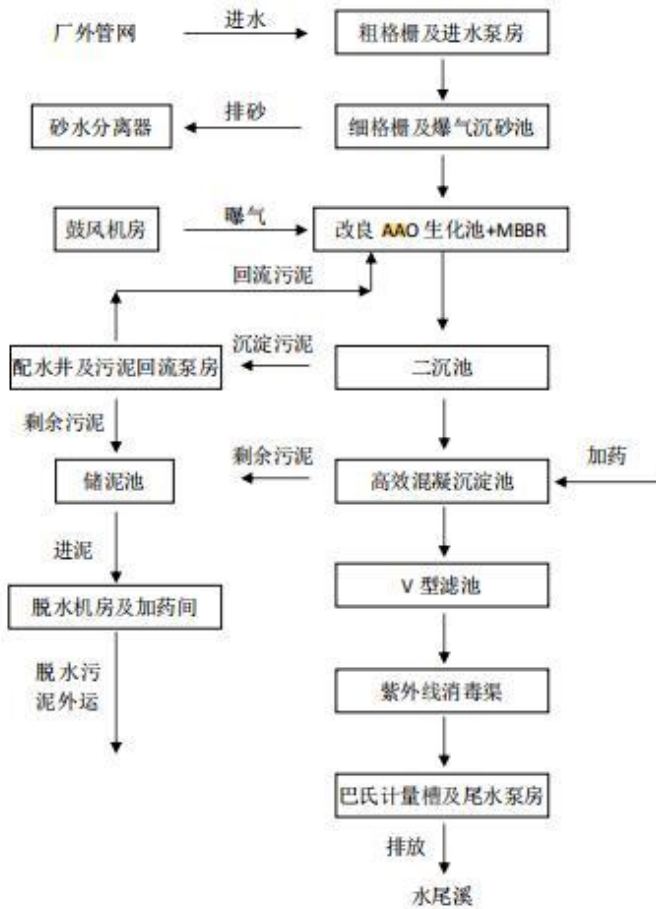 厂外管网
进水
粗格栅及进水泵房
砂水分离器
排砂
细格栅及爆气沉砂池
鼓风机房
曝气
改良 AAO 生化池+MBBR
回流污泥
配水井及污泥回流泵房
沉淀污泥
二沉池
剩余污泥
储泥池
剩余污泥
高效混凝沉淀池
加药
进泥
脱水机房及加药间
V 型滤池
脱水污
泥外运
紫外线消毒渠
巴氏计量槽及尾水泵房
排放
水尾溪